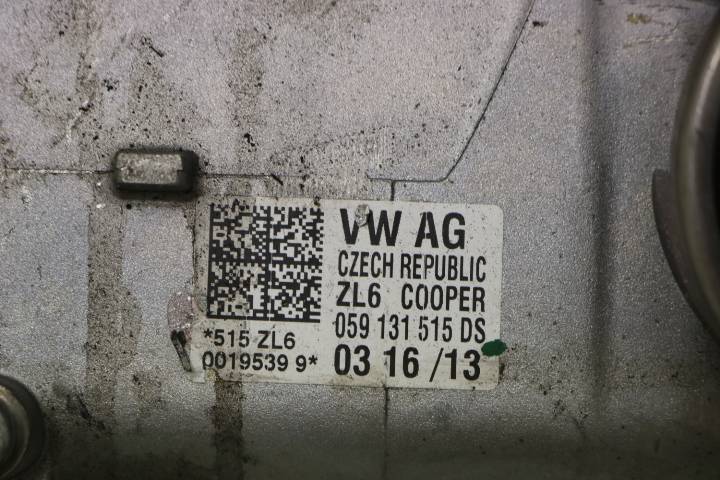 VW AG
CZECH REPUBLIC
ZL6 COOPER
059 131 515 DS
03 16 /13
*515 ZL6
0019539 9*